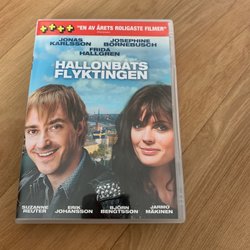 "EN AV ÅRETS ROLIGASTE FILMER"
JONAS KARLSSON
JOSEPHINE BORNEBUSCH
FRIDA HALLGREN
HALLONBÅTS
FLYKTINGEN
SUZANNE REUTER
ERIK JOHANSSON
BJÖRN BENGTSSON
JARMO MÄKINEN